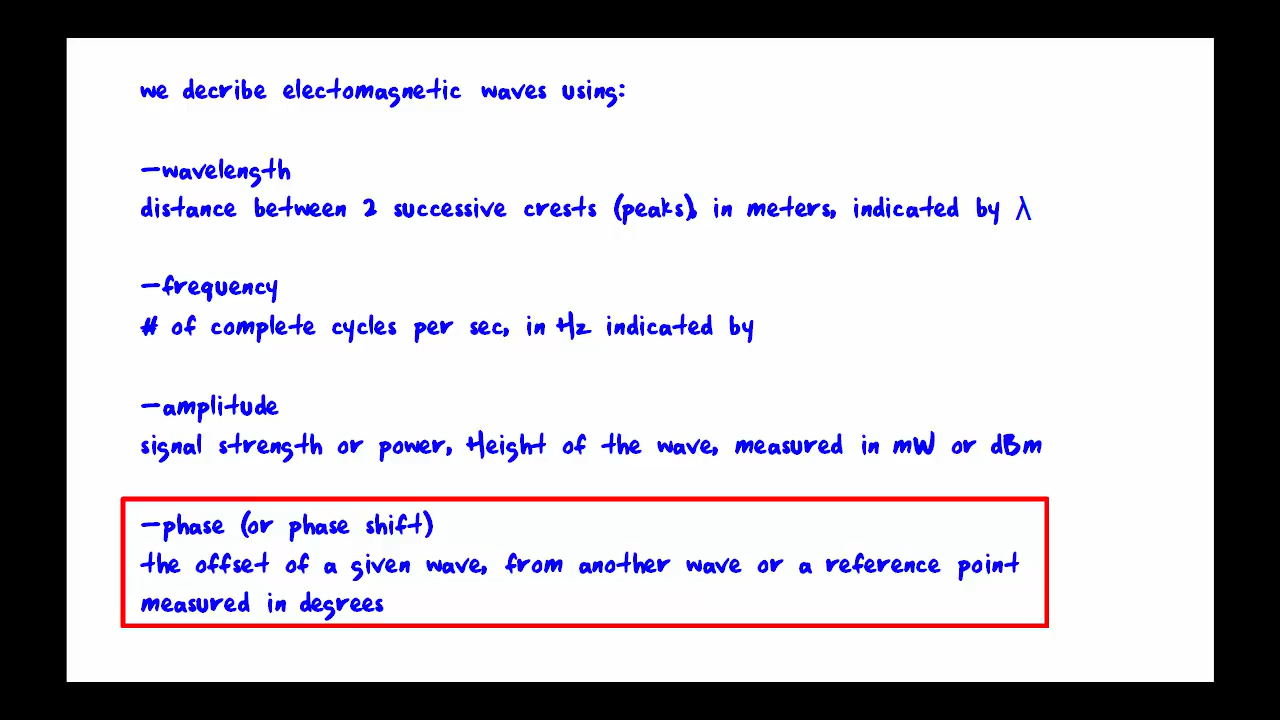 we decribe electomagnetic waves using:
—wavelength
distance between 2 successive crests (peaks), in meters, indicated by λ
—frequency
# of complete cycles per sec, in Hz indicated by
—amplitude
signal strength or power, Height of the wave, measured in mW or dBm
—phase (or phase shift)
the offset of a given wave, from another wave or a reference point
measured in degrees